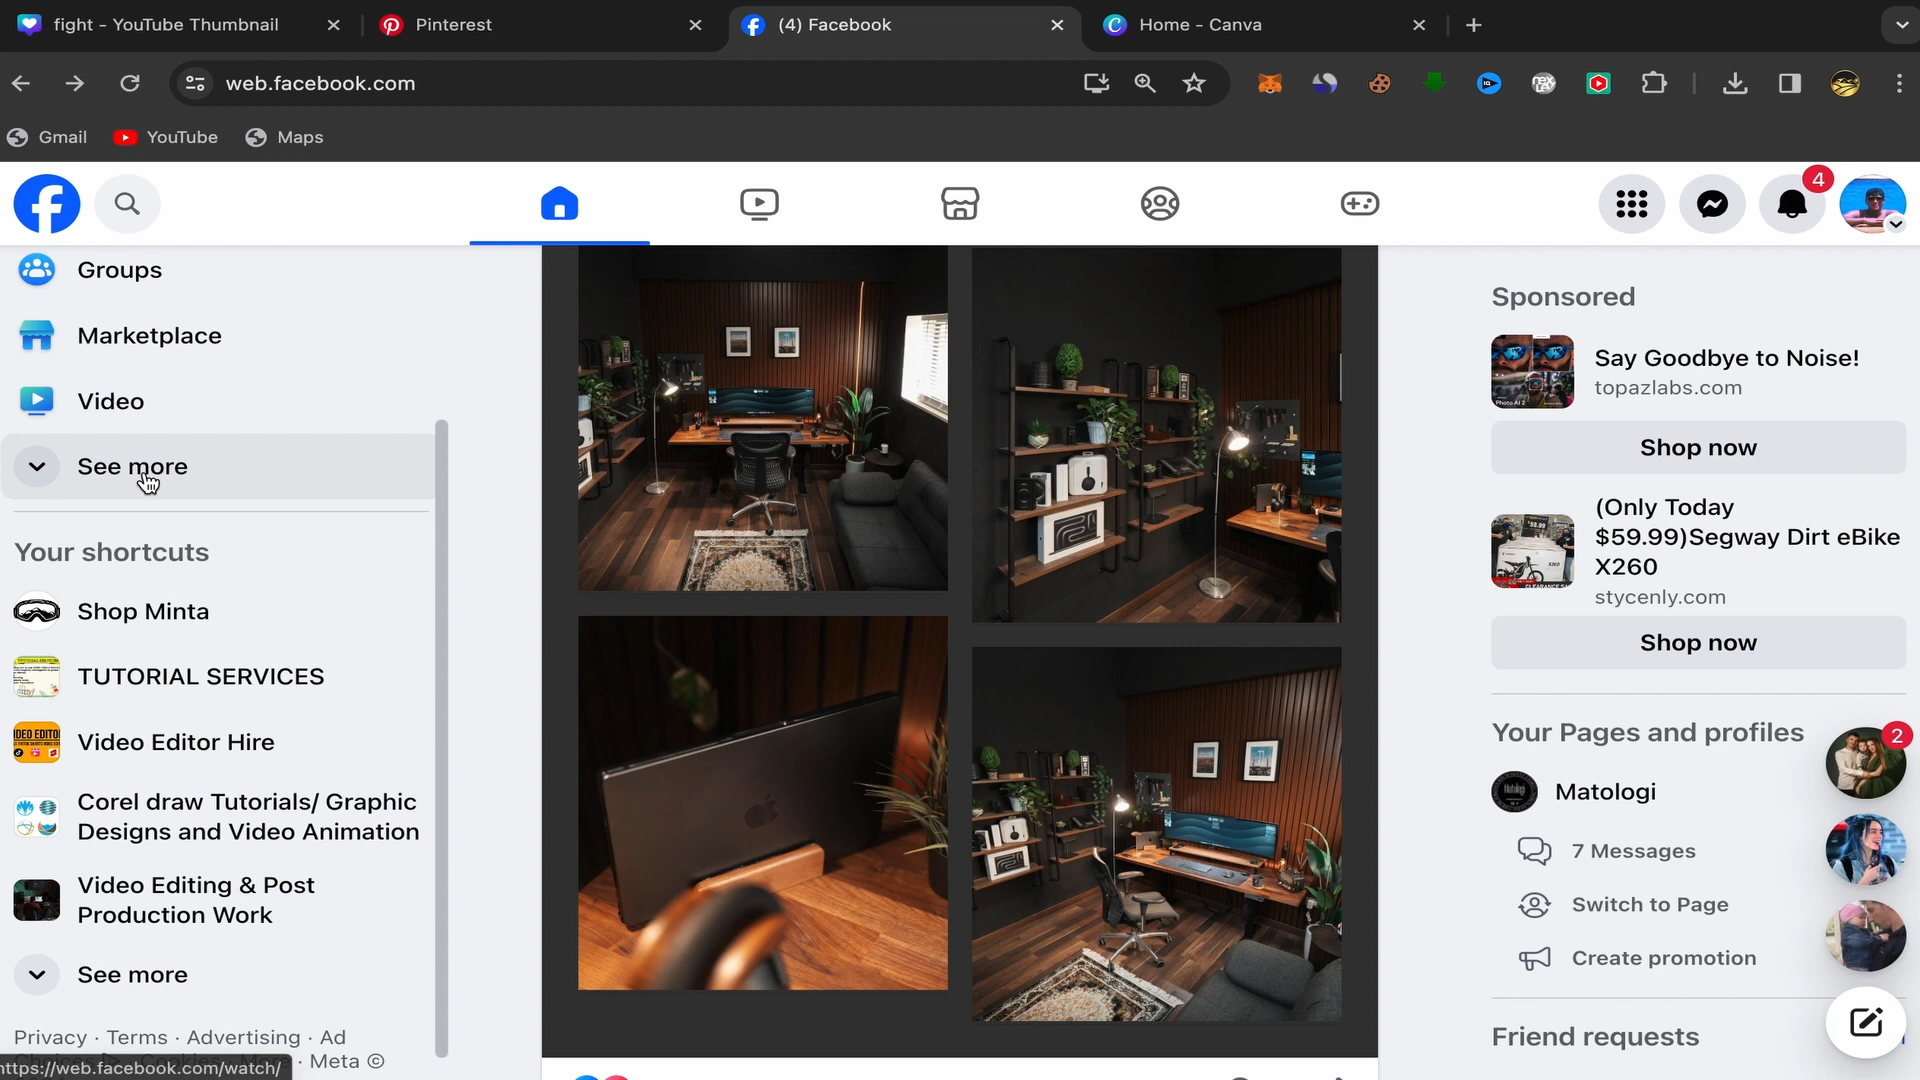 fight - YouTube Thumbnail
Pinterest
(4) Facebook
Home - Canva
web.facebook.com
Gmail
YouTube
Maps
4
Groups
Marketplace
Video
See more
Your shortcuts
Shop Minta
TUTORIAL SERVICES
Video Editor Hire
Corel draw Tutorials/ Graphic
Designs and Video Animation
Video Editing & Post
Production Work
See more
Privacy · Terms · Advertising · Ad
· Meta ©
https://web.facebook.com/watch/
Sponsored
Say Goodbye to Noise!
topazlabs.com
Shop now
(Only Today
$59.99)Segway Dirt eBike
X260
stycenly.com
Shop now
Your Pages and profiles
2
Matologi
7 Messages
Switch to Page
Create promotion
Friend requests